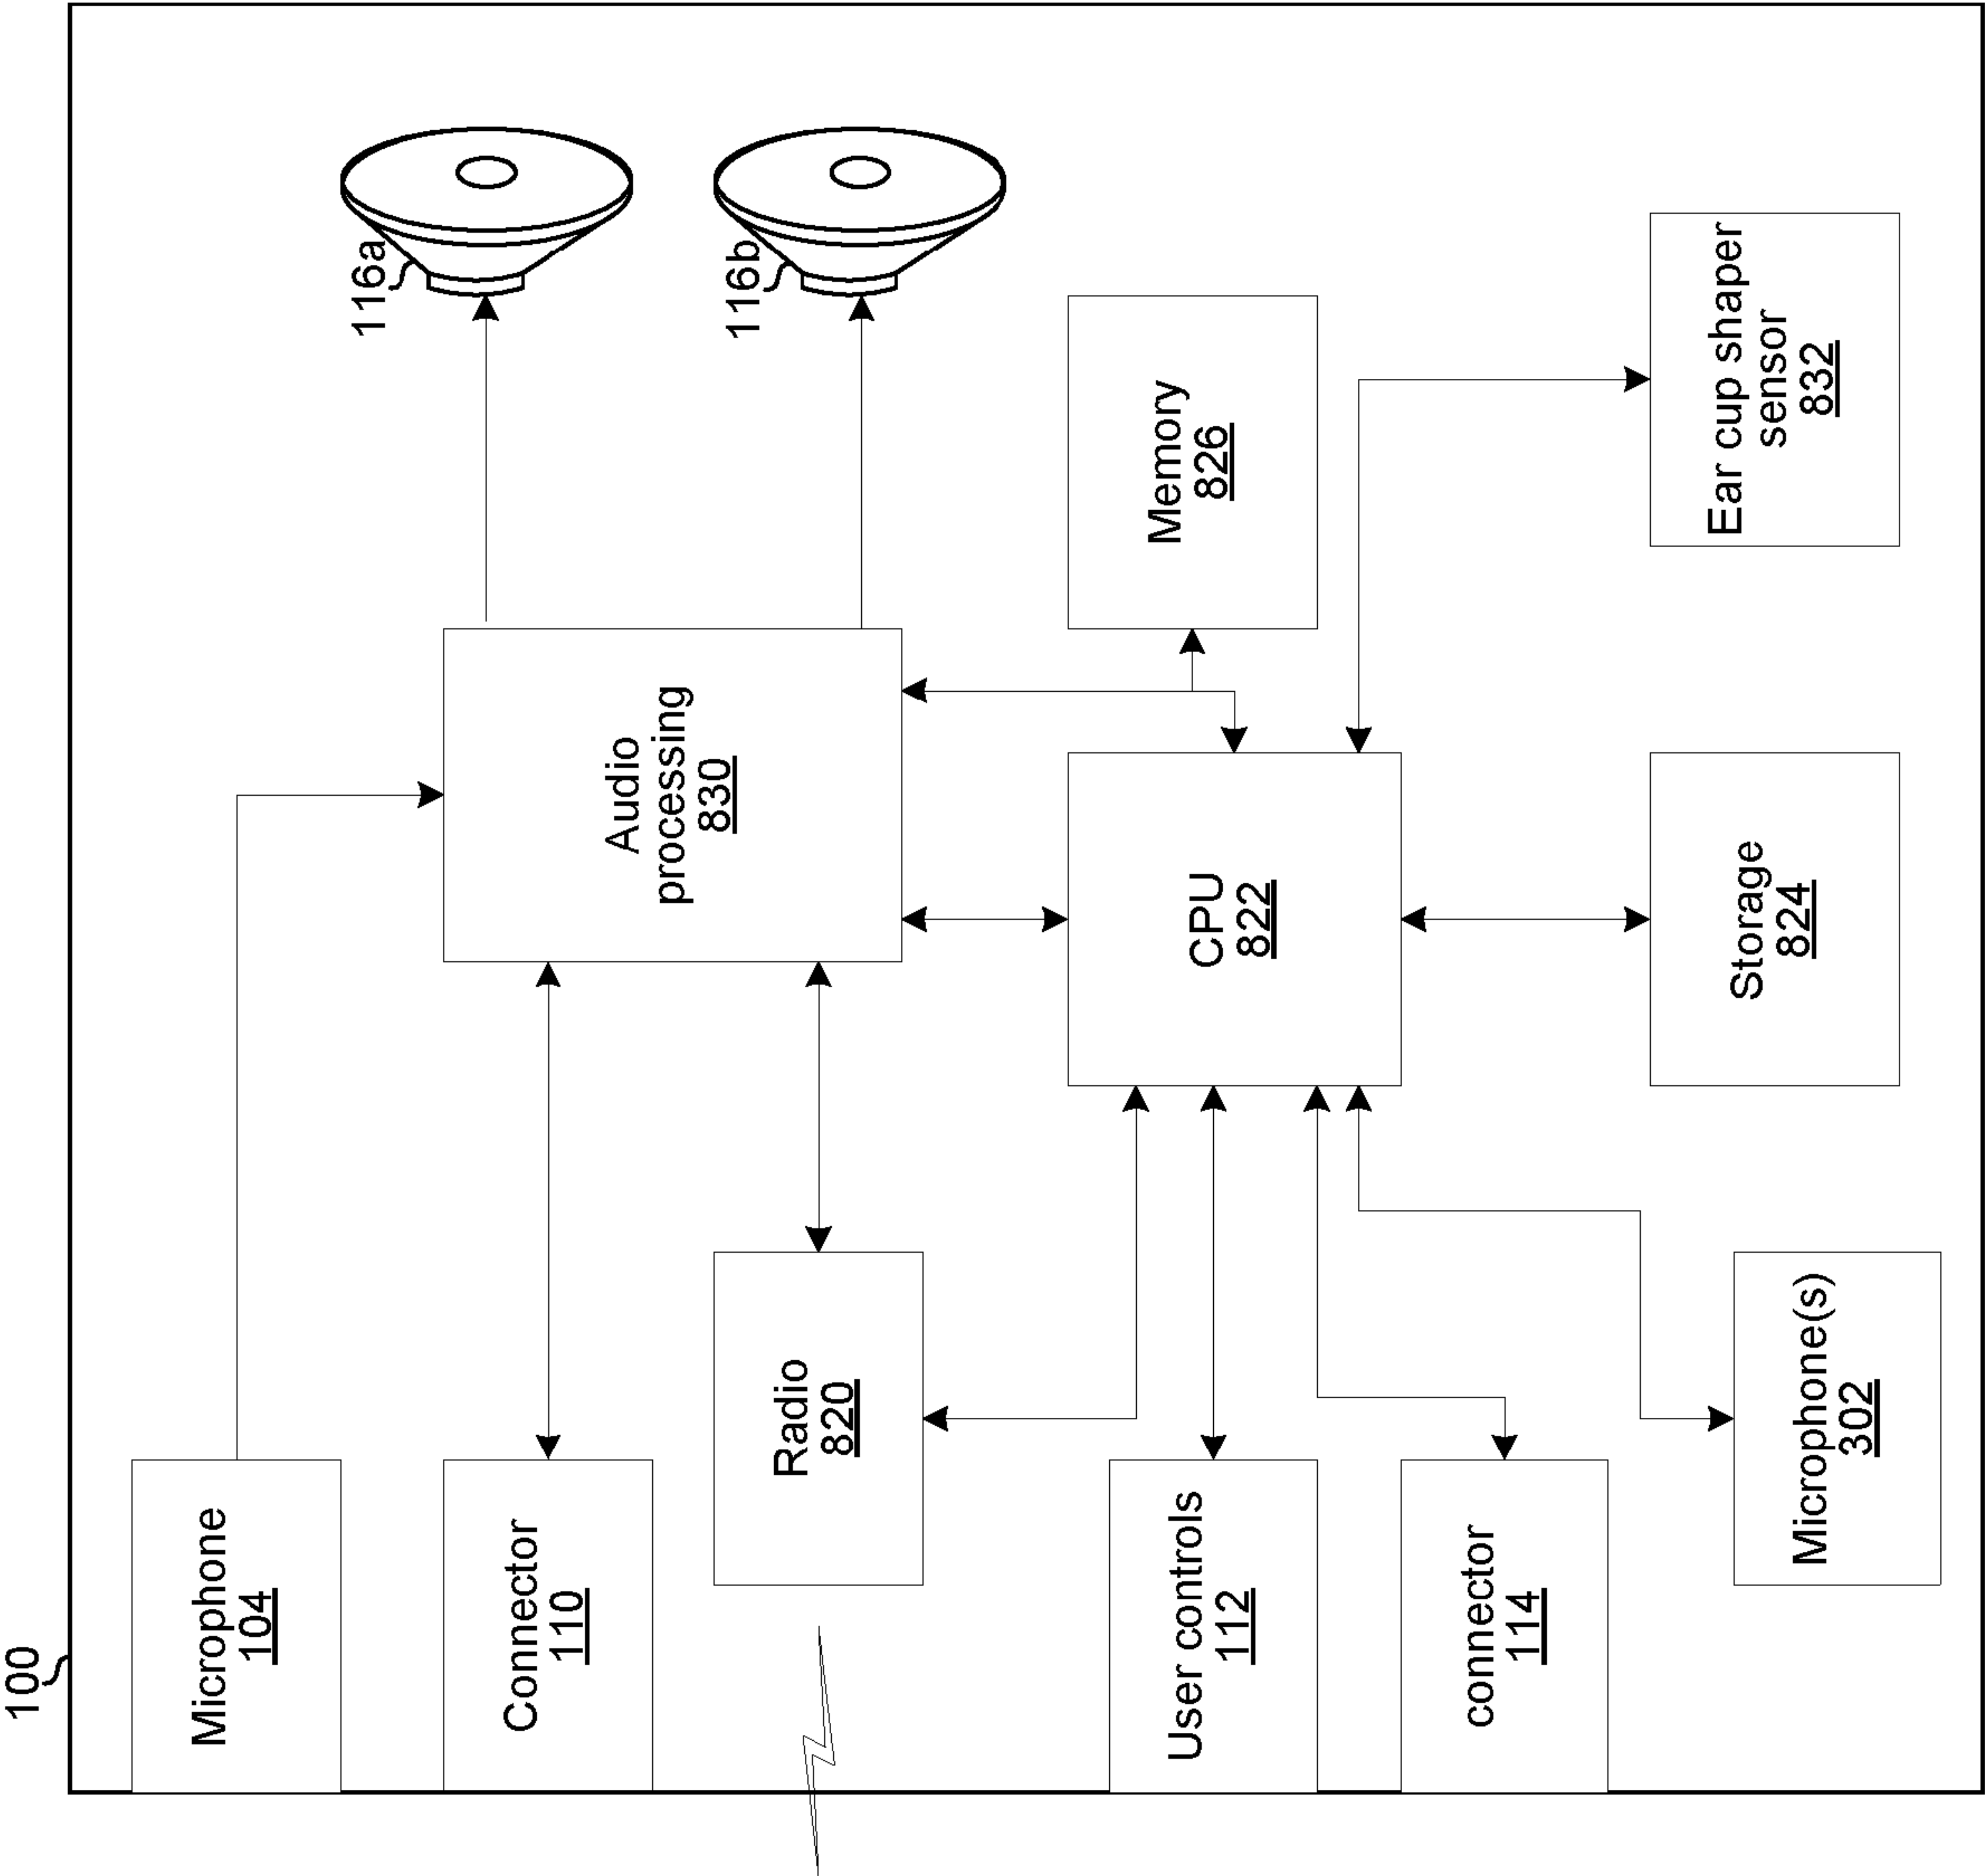 100
Microphone
104
Connector
110
Radio
820
User controls
112
connector
114
Microphone(s)
302
Audio
processing
830
CPU
822
Storage
824
116a
116b
Memory
826
Ear cup shaper
sensor
832